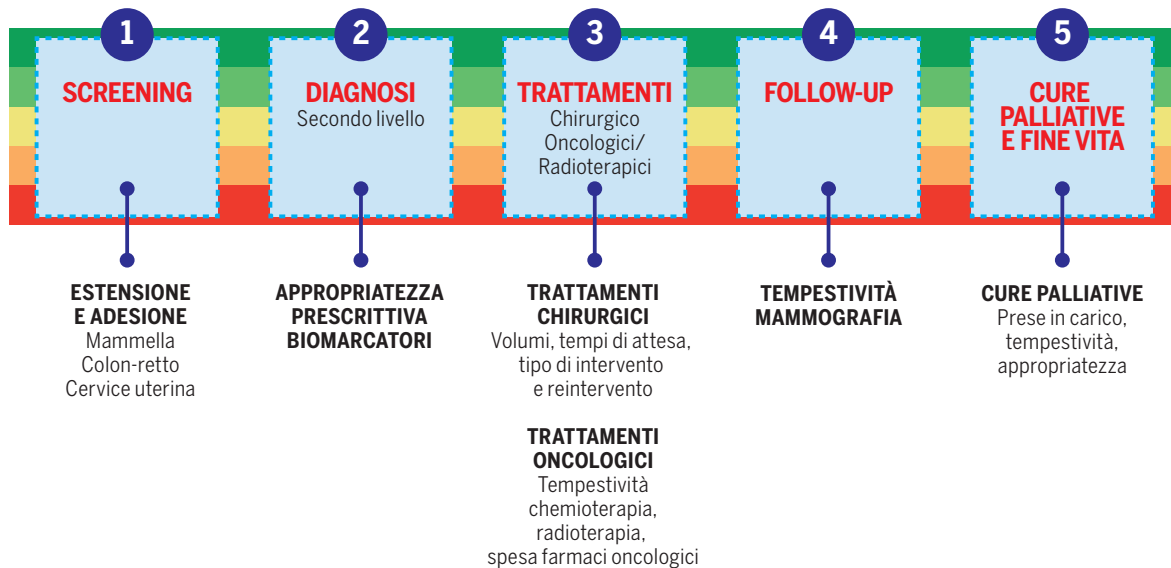 1
SCREENING
ESTENSIONE
E ADESIONE
Mammella
Colon-retto
Cervice uterina
2
DIAGNOSI
Secondo livello
APPROPRIATEZZA
PRESCRITTIVA
BIOMARCATORI
3
TRATTAMENTI
Chirurgico
Oncologici/
Radioterapici
TRATTAMENTI
CHIRURGICI
Volumi, tempi di attesa,
tipo di intervento
e reintervento
TRATTAMENTI
ONCOLOGICI
Tempestività
chemioterapia,
radioterapia,
spesa farmaci oncologici
4
FOLLOW-UP
TEMPESTIVITÀ
MAMMOGRAFIA
5
CURE
PALLIATIVE
E FINE VITA
CURE PALLIATIVE
Prese in carico,
tempestività,
appropriatezza